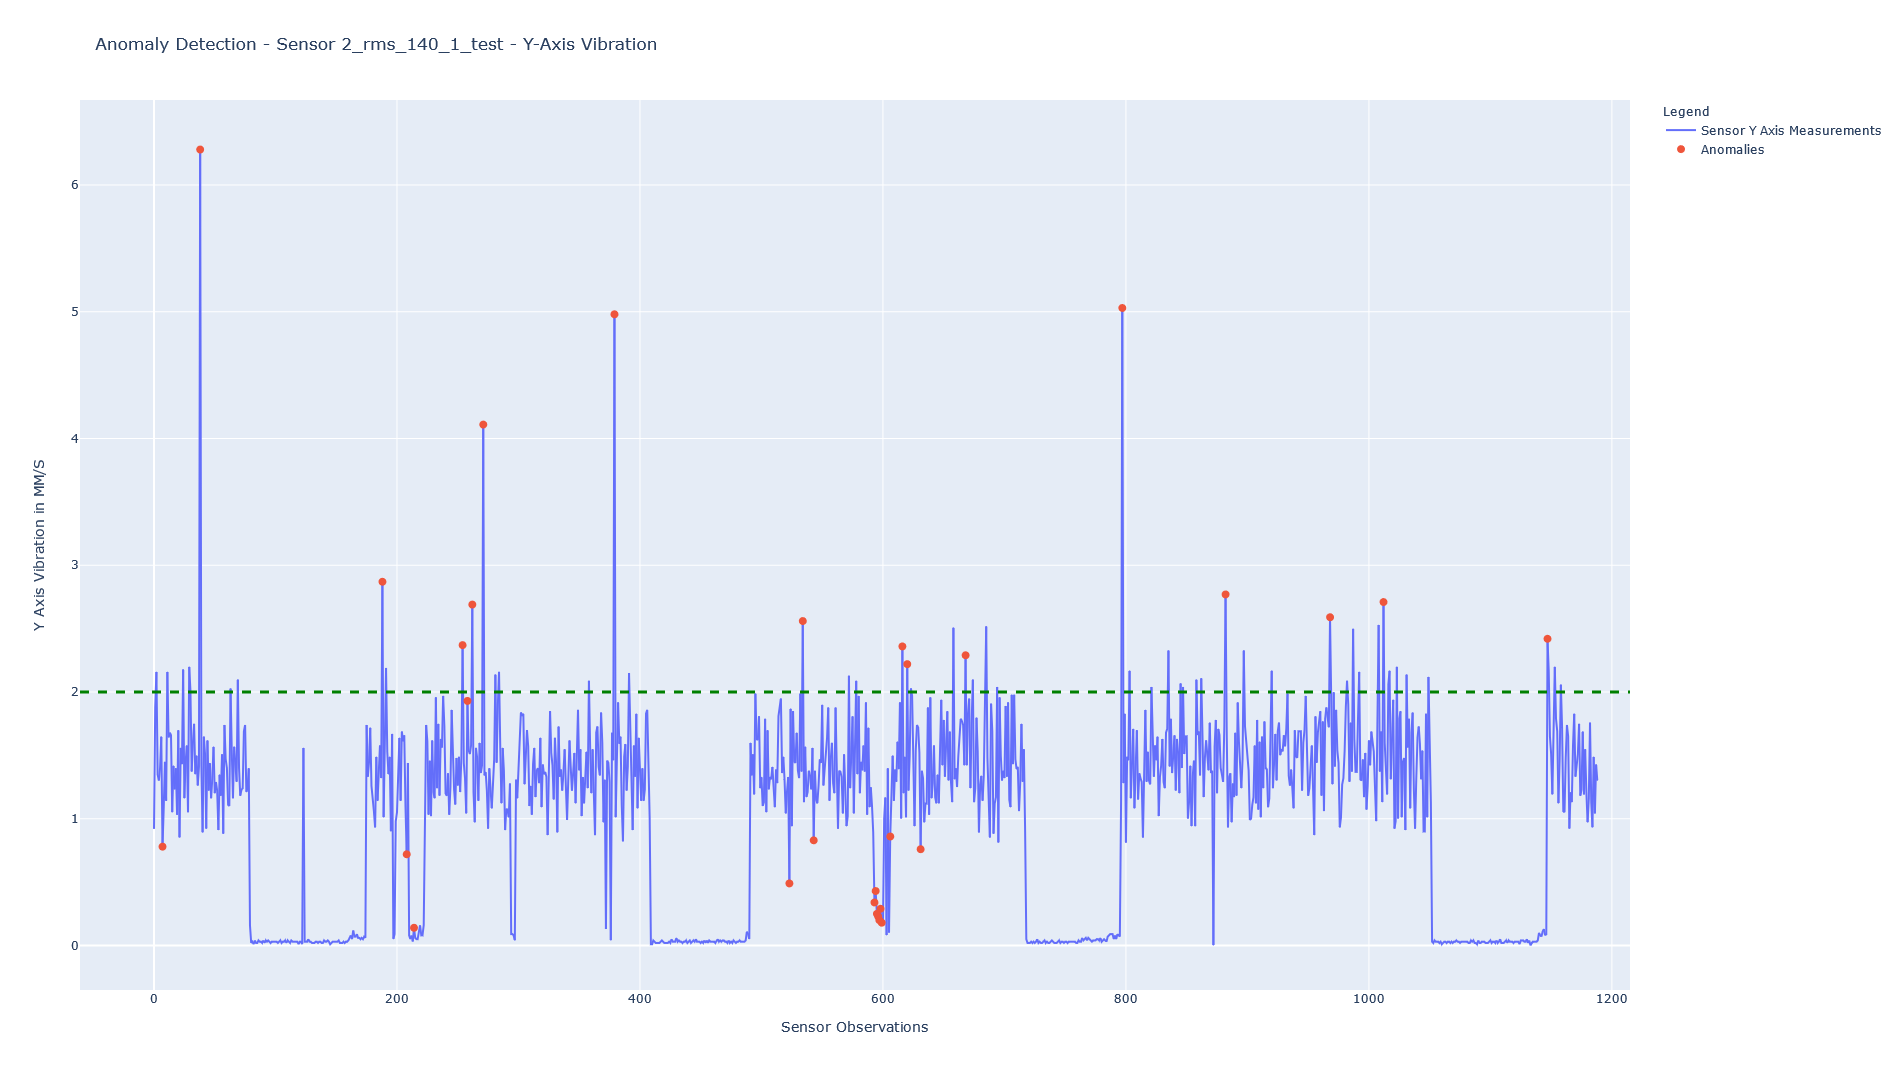 Anomaly Detection - Sensor 2_rms_140_1_test - Y-Axis Vibration
Legend
Sensor Y Axis Measurements
Anomalies
6
5
4
3
2
1
0
Y Axis Vibration in MM/S
0 200 400 600 800 1000 1200
Sensor Observations